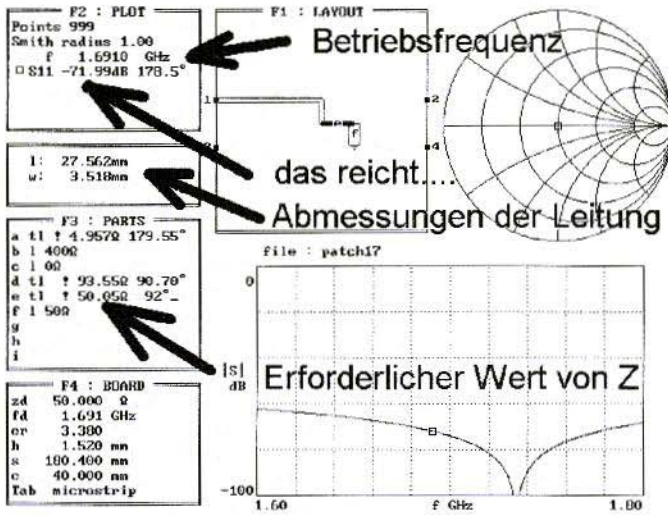 F2 : PLOT
Points 999
Smith radius 1.00
f 1.6910 GHz
S11 -71.99dB 178.5°
l: 27.562mm
w: 3.518mm
F3 : PARTS
a tl ! 4.957Ω 179.55°
b l 400Ω
c l 0Ω
d tl ! 93.55Ω 90.70°
e tl ! 50.05Ω 92°_
f l 50Ω
g
h
i
F4 : BOARD
zd 50.000 Ω
fd 1.691 GHz
er 3.380
h 1.520 mm
s 180.400 mm
c 40.000 mm
Tab microstrip
F1 : LAYOUT
Betriebsfrequenz
1
2
e
f
4
das reicht....
Abmessungen der Leitung
file : patch17
0
|S|
dB
Erforderlicher Wert von Z
-100
1.60 f GHz 1.80